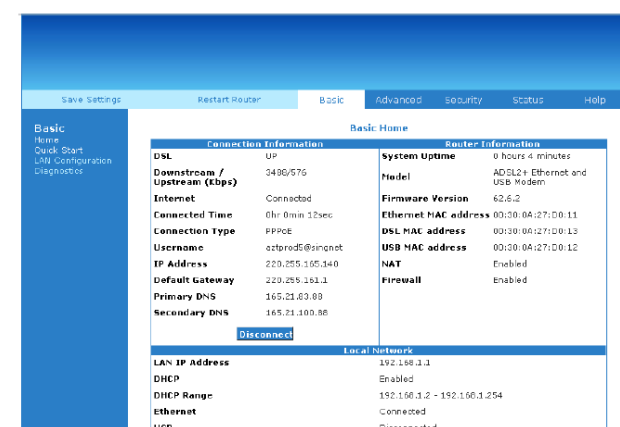 Save Settings Restart Router Basic Advanced Security Status Help
Basic
Home
Quick Start
LAN Configuration
Diagnostics
Basic Home
Connection Information
DSL UP
Downstream / Upstream (Kbps) 3488/576
Internet Connected
Connected Time 0hr 0min 12sec
Connection Type PPPoE
Username aztprod5@singnet
IP Address 220.255.165.140
Default Gateway 220.255.161.1
Primary DNS 165.21.83.88
Secondary DNS 165.21.100.88
Disconnect
Router Information
System Uptime 0 hours 4 minutes
Model ADSL2+ Ethernet and USB Modem
Firmware Version 62.6.2
Ethernet MAC address 00:30:0A:27:D0:11
DSL MAC address 00:30:0A:27:D0:13
USB MAC address 00:30:0A:27:D0:12
NAT Enabled
Firewall Enabled
Local Network
LAN IP Address 192.168.1.1
DHCP Enabled
DHCP Range 192.168.1.2 - 192.168.1.254
Ethernet Connected
USB Disconnected